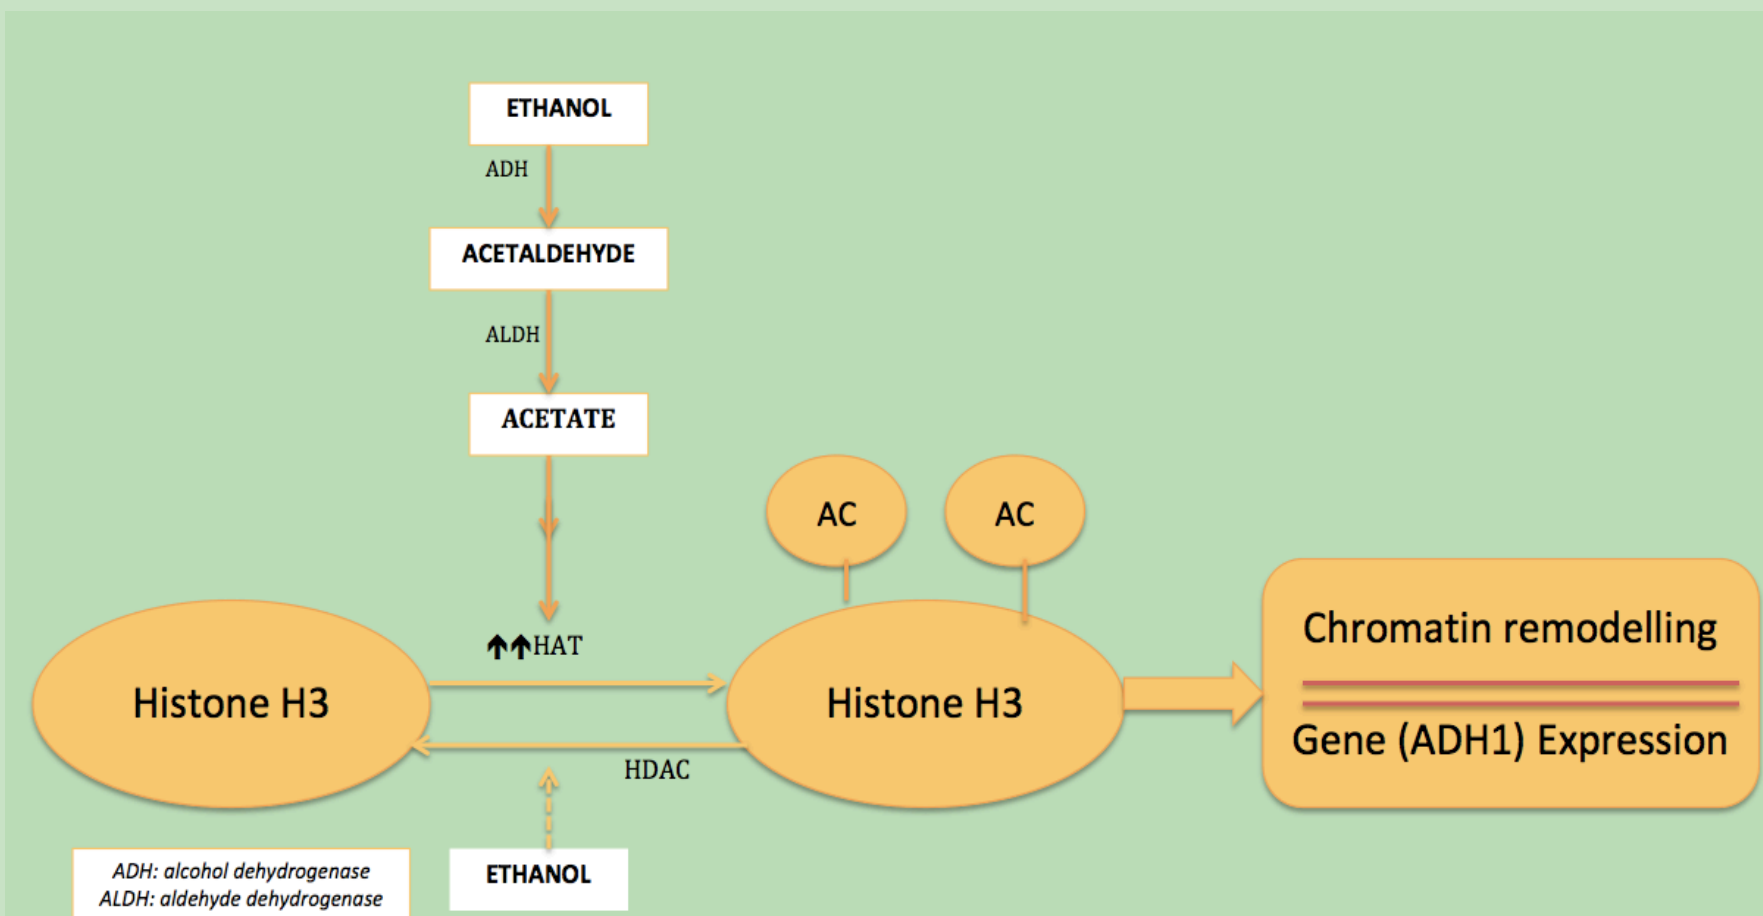 ETHANOL
ADH
ACETALDEHYDE
ALDH
ACETATE
AC
AC
⬆⬆HAT
Histone H3
Histone H3
HDAC
Chromatin remodelling
Gene (ADH1) Expression
ETHANOL
ADH: alcohol dehydrogenase
ALDH: aldehyde dehydrogenase